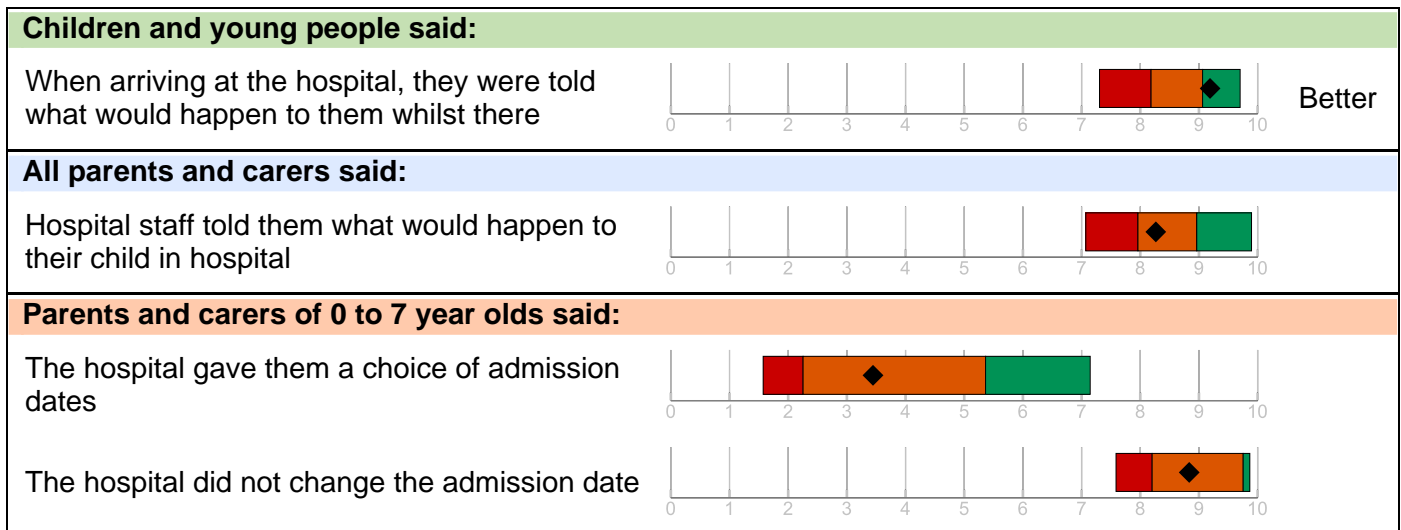 Children and young people said:
When arriving at the hospital, they were told
what would happen to them whilst there
0 1 2 3 4 5 6 7 8 9 10
Better
All parents and carers said:
Hospital staff told them what would happen to
their child in hospital
0 1 2 3 4 5 6 7 8 9 10
Parents and carers of 0 to 7 year olds said:
The hospital gave them a choice of admission
dates
0 1 2 3 4 5 6 7 8 9 10
The hospital did not change the admission date
0 1 2 3 4 5 6 7 8 9 10